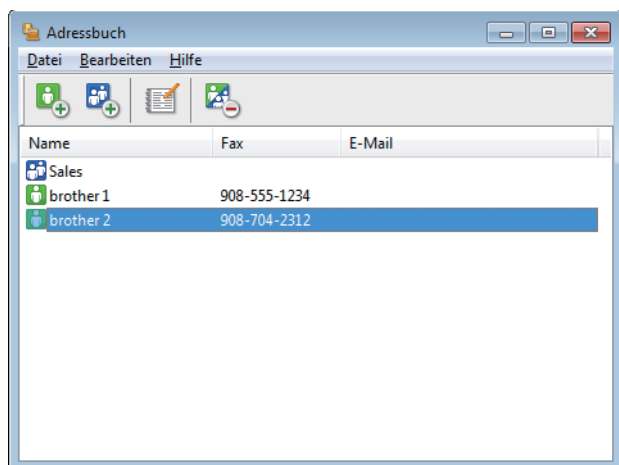 Adressbuch
Datei Bearbeiten Hilfe
Name Fax E-Mail
Sales
brother 1 908-555-1234
brother 2 908-704-2312